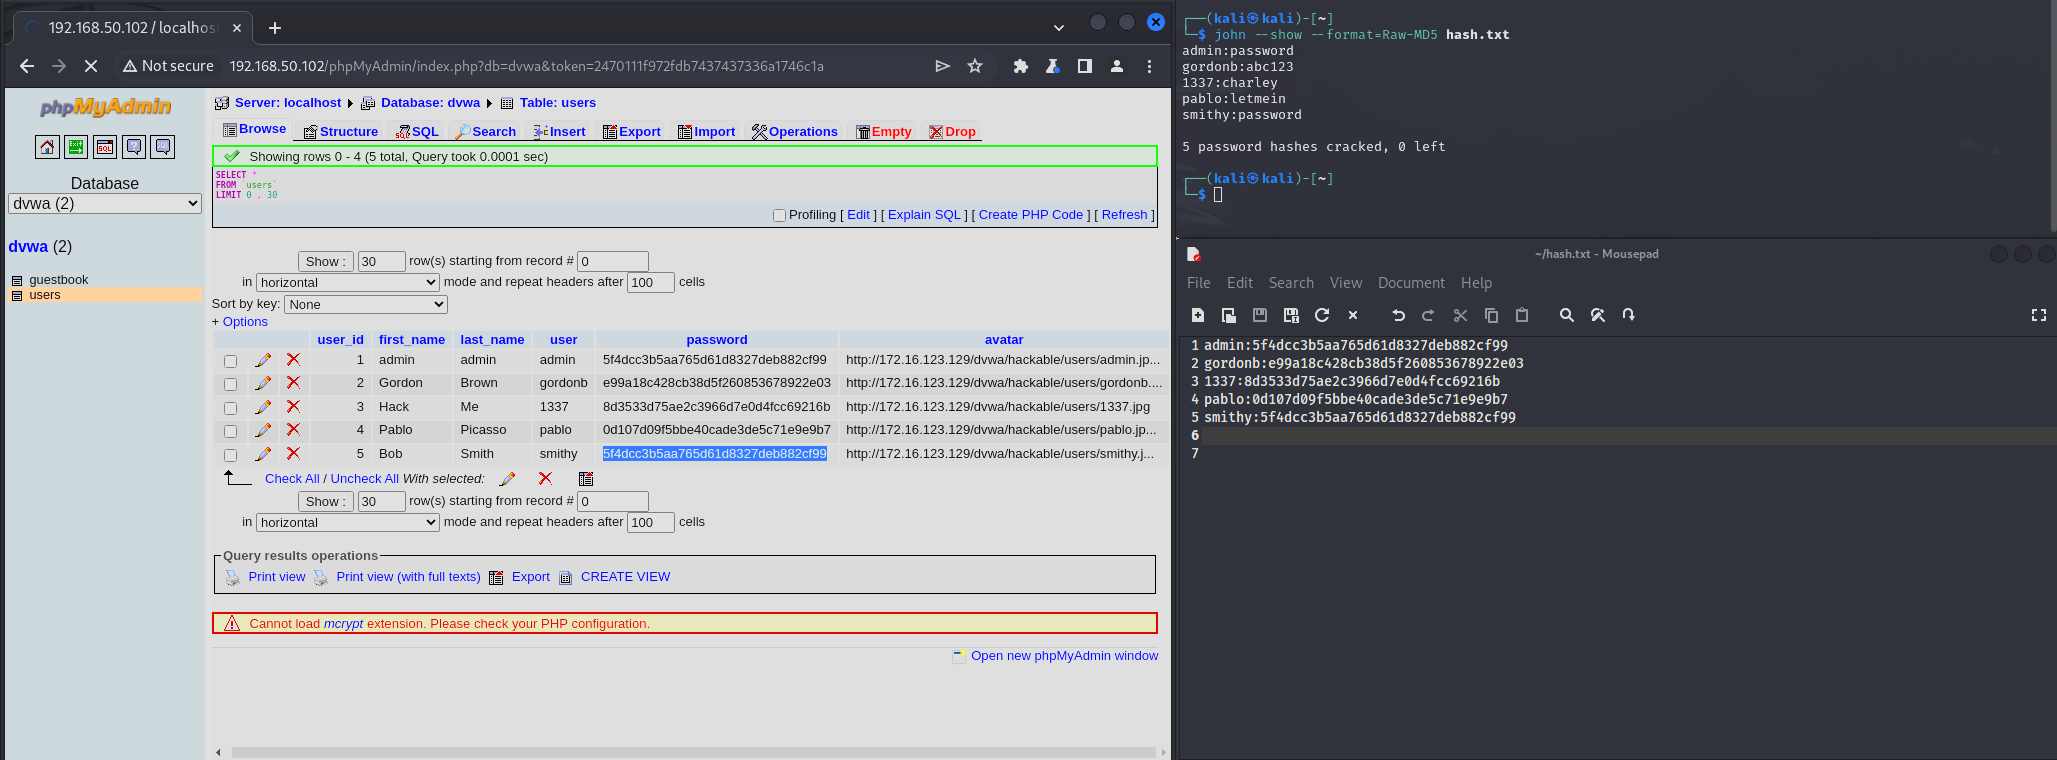 192.168.50.102 / localhos
Not secure 192.168.50.102/phpMyAdmin/index.php?db=dvwa&token=2470111f972fdb7437437336a1746c1a
phpMyAdmin
Database
dvwa (2)
dvwa (2)
guestbook
users
Server: localhost Database: dvwa Table: users
Browse Structure SQL Search Insert Export Import Operations Empty Drop
Showing rows 0 - 4 (5 total, Query took 0.0001 sec)
SELECT *
FROM `users`
LIMIT 0 , 30
Profiling [ Edit ] [ Explain SQL ] [ Create PHP Code ] [ Refresh ]
Show : 30 row(s) starting from record # 0
in horizontal mode and repeat headers after 100 cells
Sort by key: None
+ Options
user_id first_name last_name user password avatar
1 admin admin admin 5f4dcc3b5aa765d61d8327deb882cf99 http://172.16.123.129/dvwa/hackable/users/admin.jp...
2 Gordon Brown gordonb e99a18c428cb38d5f260853678922e03 http://172.16.123.129/dvwa/hackable/users/gordonb....
3 Hack Me 1337 8d3533d75ae2c3966d7e0d4fcc69216b http://172.16.123.129/dvwa/hackable/users/1337.jpg
4 Pablo Picasso pablo 0d107d09f5bbe40cade3de5c71e9e9b7 http://172.16.123.129/dvwa/hackable/users/pablo.jp...
5 Bob Smith smithy 5f4dcc3b5aa765d61d8327deb882cf99 http://172.16.123.129/dvwa/hackable/users/smithy.j...
Check All / Uncheck All With selected:
Show : 30 row(s) starting from record # 0
in horizontal mode and repeat headers after 100 cells
Query results operations
Print view Print view (with full texts) Export CREATE VIEW
Cannot load mcrypt extension. Please check your PHP configuration.
Open new phpMyAdmin window
┌──(kali㉿kali)-[~]
└─$ john --show --format=Raw-MD5 hash.txt
admin:password
gordonb:abc123
1337:charley
pablo:letmein
smithy:password
5 password hashes cracked, 0 left
┌──(kali㉿kali)-[~]
└─$
~/hash.txt - Mousepad
File Edit Search View Document Help
1 admin:5f4dcc3b5aa765d61d8327deb882cf99
2 gordonb:e99a18c428cb38d5f260853678922e03
3 1337:8d3533d75ae2c3966d7e0d4fcc69216b
4 pablo:0d107d09f5bbe40cade3de5c71e9e9b7
5 smithy:5f4dcc3b5aa765d61d8327deb882cf99
6
7